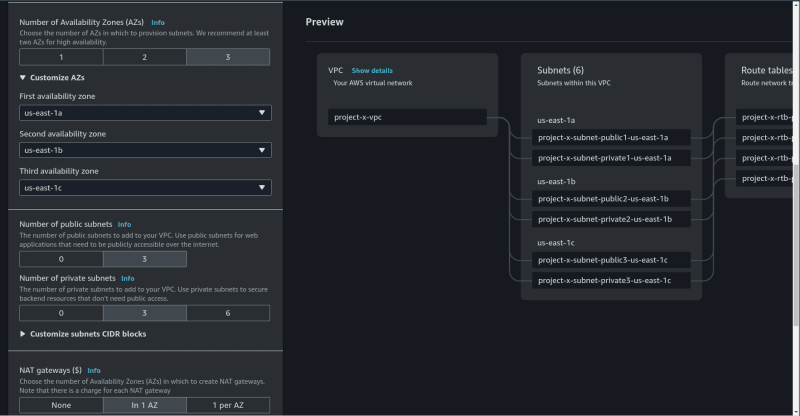 Number of Availability Zones (AZs) Info
Choose the number of AZs in which to provision subnets. We recommend at least
two AZs for high availability.
1 2 3
Customize AZs
First availability zone
us-east-1a
Second availability zone
us-east-1b
Third availability zone
us-east-1c
Number of public subnets Info
The number of public subnets to add to your VPC. Use public subnets for web
applications that need to be publicly accessible over the internet.
0 3
Number of private subnets Info
The number of private subnets to add to your VPC. Use private subnets to secure
backend resources that don't need public access.
0 3 6
Customize subnets CIDR blocks
NAT gateways ($) Info
Choose the number of Availability Zones (AZs) in which to create NAT gateways.
Note that there is a charge for each NAT gateway
None In 1 AZ 1 per AZ
Preview
VPC Show details
Your AWS virtual network
project-x-vpc
Subnets (6)
Subnets within this VPC
us-east-1a
project-x-subnet-public1-us-east-1a
project-x-subnet-private1-us-east-1a
us-east-1b
project-x-subnet-public2-us-east-1b
project-x-subnet-private2-us-east-1b
us-east-1c
project-x-subnet-public3-us-east-1c
project-x-subnet-private3-us-east-1c
Route tables
Route network
project-x-rtb-p
project-x-rtb-p
project-x-rtb-p
project-x-rtb-p